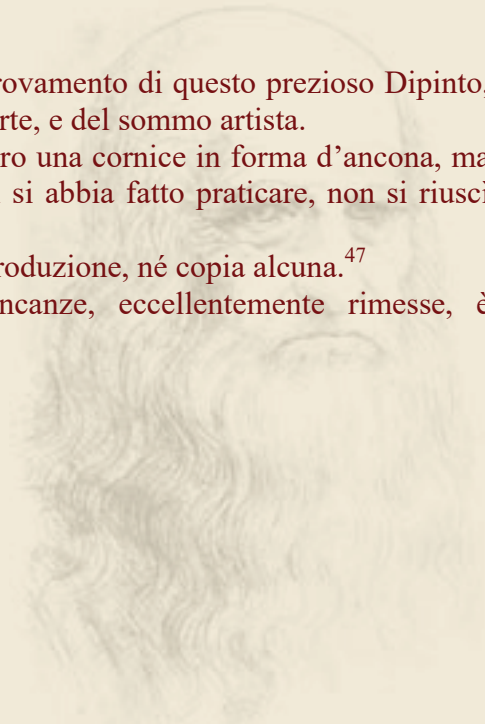 rovamento di questo prezioso Dipinto,
rte, e del sommo artista.
ro una cornice in forma d’ancona, ma
si abbia fatto praticare, non si riuscì
roduzione, né copia alcuna.47
ncanze, eccellentemente rimesse, è